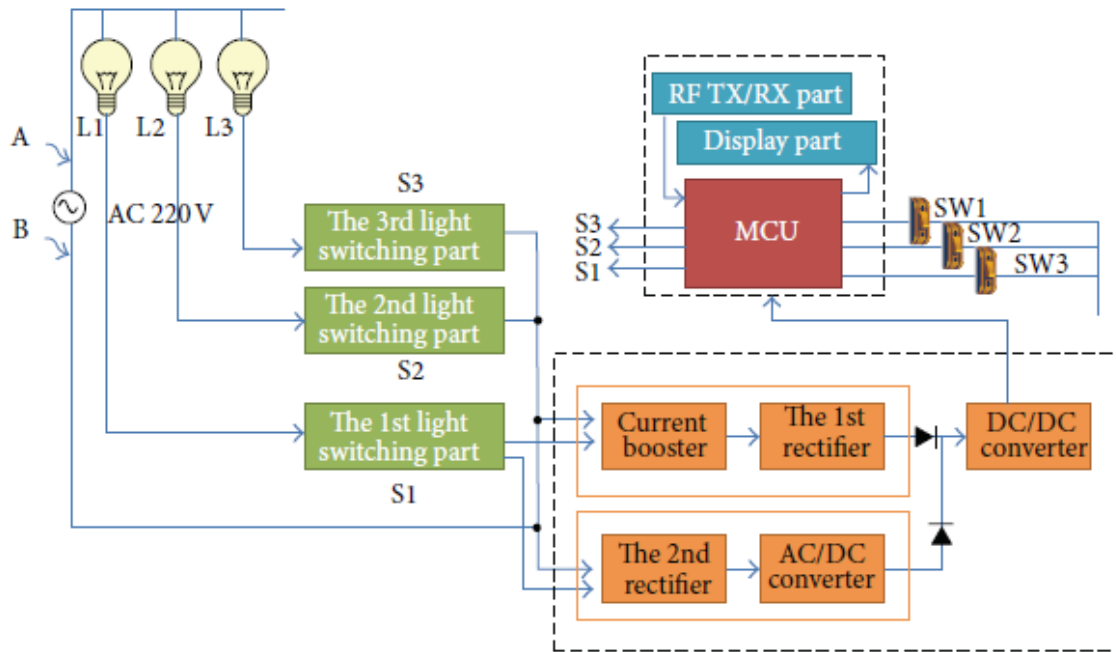 L1
L2
L3
A
B
AC 220 V
S3
The 3rd light
switching part
The 2nd light
switching part
S2
The 1st light
switching part
S1
RF TX/RX part
Display part
MCU
S3
S2
S1
SW1
SW2
SW3
Current
booster
The 1st
rectifier
DC/DC
converter
The 2nd
rectifier
AC/DC
converter